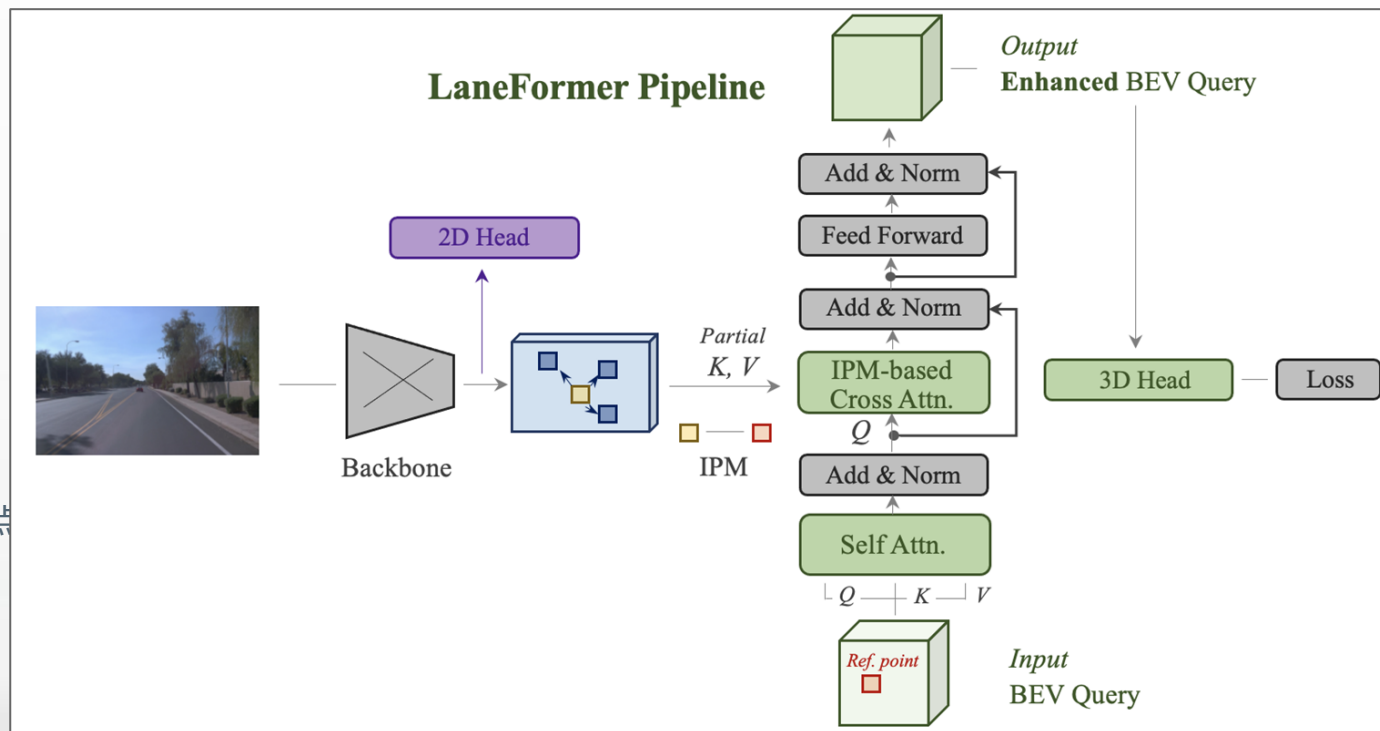 LaneFormer Pipeline
Output
Enhanced BEV Query
Add & Norm
Feed Forward
2D Head
Add & Norm
Partial
K, V
IPM-based
Cross Attn.
3D Head
Loss
Q
IPM
Backbone
Add & Norm
Self Attn.
Q
K
V
Ref. point
Input
BEV Query